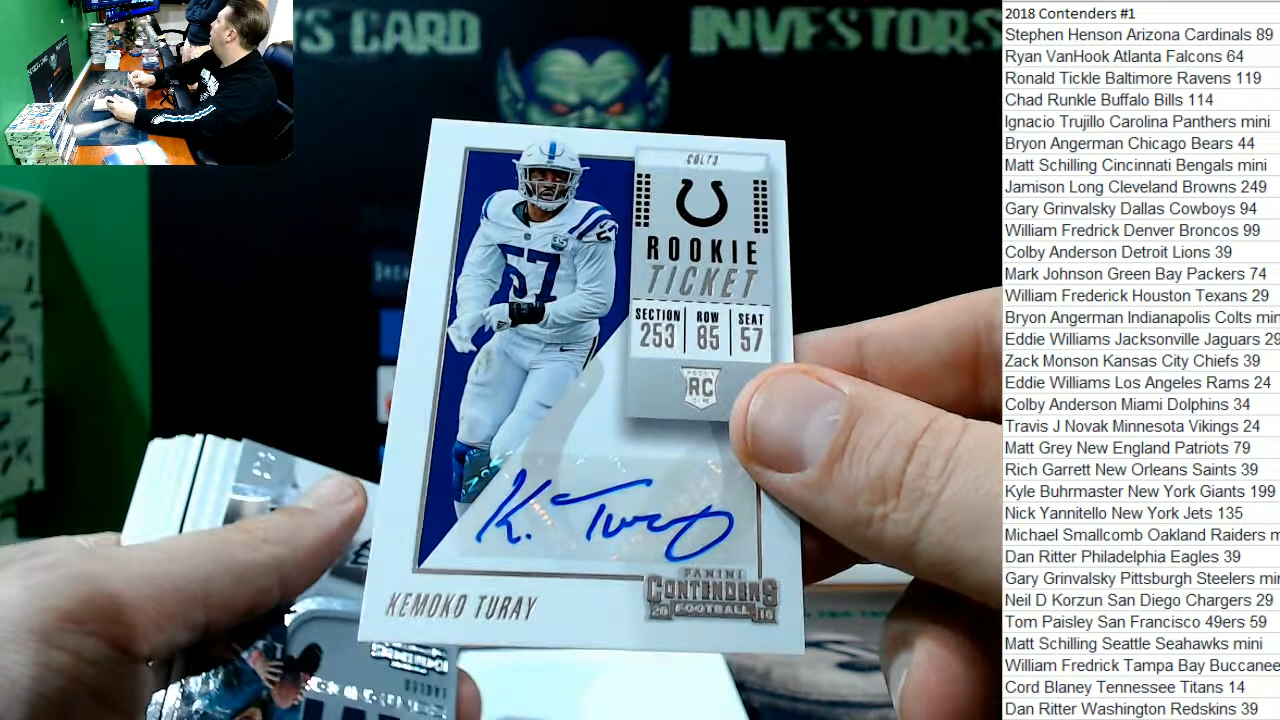 S CARD INVESTORS
COLTS
ROOKIE
TICKET
SECTION ROW SEAT
253 85 57
RC
57
35
K. Turay
KEMOKO TURAY
PANINI
CONTENDERS
20 FOOTBALL 18
2018 Contenders #1
Stephen Henson Arizona Cardinals 89
Ryan VanHook Atlanta Falcons 64
Ronald Tickle Baltimore Ravens 119
Chad Runkle Buffalo Bills 114
Ignacio Trujillo Carolina Panthers mini
Bryon Angerman Chicago Bears 44
Matt Schilling Cincinnati Bengals mini
Jamison Long Cleveland Browns 249
Gary Grinvalsky Dallas Cowboys 94
William Fredrick Denver Broncos 99
Colby Anderson Detroit Lions 39
Mark Johnson Green Bay Packers 74
William Frederick Houston Texans 29
Bryon Angerman Indianapolis Colts min
Eddie Williams Jacksonville Jaguars 29
Zack Monson Kansas City Chiefs 39
Eddie Williams Los Angeles Rams 24
Colby Anderson Miami Dolphins 34
Travis J Novak Minnesota Vikings 24
Matt Grey New England Patriots 79
Rich Garrett New Orleans Saints 39
Kyle Buhrmaster New York Giants 199
Nick Yannitello New York Jets 135
Michael Smallcomb Oakland Raiders m
Dan Ritter Philadelphia Eagles 39
Gary Grinvalsky Pittsburgh Steelers min
Neil D Korzun San Diego Chargers 29
Tom Paisley San Francisco 49ers 59
Matt Schilling Seattle Seahawks mini
William Fredrick Tampa Bay Buccanee
Cord Blaney Tennessee Titans 14
Dan Ritter Washington Redskins 39